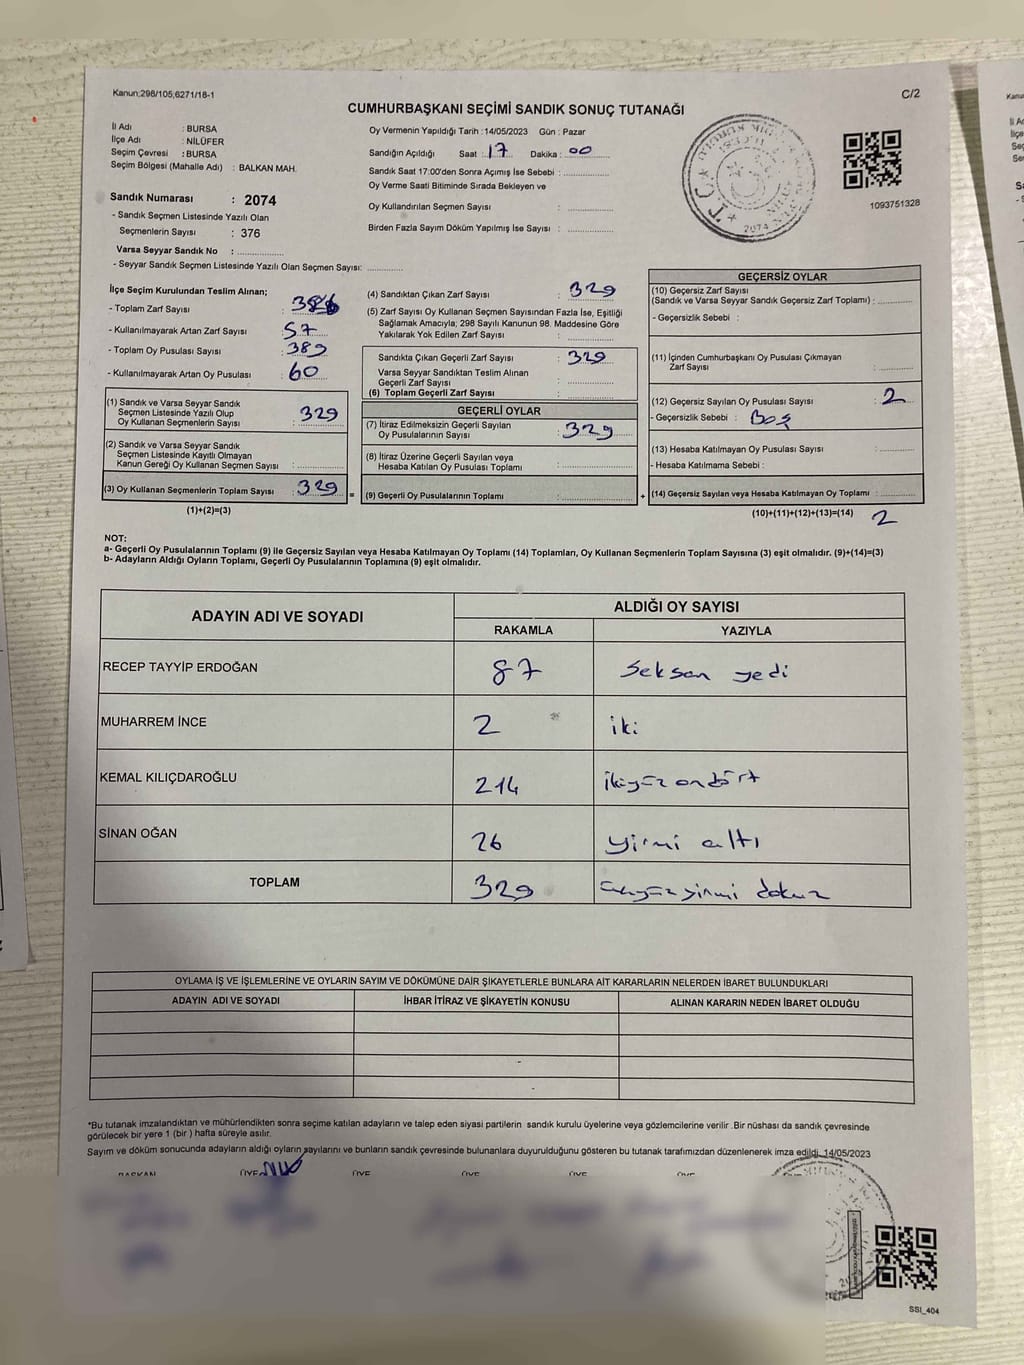 Kanun;298/105,6271/18-1
C/2
CUMHURBAŞKANI SEÇİMİ SANDIK SONUÇ TUTANAĞI
İl Adı : BURSA
İlçe Adı : NİLÜFER
Seçim Çevresi : BURSA
Seçim Bölgesi (Mahalle Adı) : BALKAN MAH.
Sandık Numarası : 2074
- Sandık Seçmen Listesinde Yazılı Olan
Seçmenlerin Sayısı : 376
Varsa Seyyar Sandık No :
- Seyyar Sandık Seçmen Listesinde Yazılı Olan Seçmen Sayısı:
Oy Vermenin Yapıldığı Tarih : 14/05/2023 Gün : Pazar
Sandığın Açıldığı Saat : 17 Dakika : 00
Sandık Saat 17:00'den Sonra Açımış İse Sebebi :
Oy Verme Saati Bitiminde Sırada Bekleyen ve
Oy Kullandırılan Seçmen Sayısı :
Birden Fazla Sayım Döküm Yapılmış İse Sayısı :
T.C.
2074
1093751328
İlçe Seçim Kurulundan Teslim Alınan;
- Toplam Zarf Sayısı :
- Kullanılmayarak Artan Zarf Sayısı : 57
- Toplam Oy Pusulası Sayısı : 389
- Kullanılmayarak Artan Oy Pusulası : 60
(1) Sandık ve Varsa Seyyar Sandık
Seçmen Listesinde Yazılı Olup
Oy Kullanan Seçmenlerin Sayısı : 329
(2) Sandık ve Varsa Seyyar Sandık
Seçmen Listesinde Kayıtlı Olmayan
Kanun Gereği Oy Kullanan Seçmen Sayısı :
(3) Oy Kullanan Seçmenlerin Toplam Sayısı : 329
(1)+(2)=(3)
(4) Sandıktan Çıkan Zarf Sayısı : 329
(5) Zarf Sayısı Oy Kullanan Seçmen Sayısından Fazla İse, Eşitliği
Sağlamak Amacıyla; 298 Sayılı Kanunun 98. Maddesine Göre
Yakılarak Yok Edilen Zarf Sayısı :
Sandıkta Çıkan Geçerli Zarf Sayısı : 329
Varsa Seyyar Sandıktan Teslim Alınan
Geçerli Zarf Sayısı :
(6) Toplam Geçerli Zarf Sayısı :
GEÇERLİ OYLAR
(7) İtiraz Edilmeksizin Geçerli Sayılan
Oy Pusulalarının Sayısı : 329
(8) İtiraz Üzerine Geçerli Sayılan veya
Hesaba Katılan Oy Pusulası Toplamı :
= (9) Geçerli Oy Pusulalarının Toplamı :
GEÇERSİZ OYLAR
(10) Geçersiz Zarf Sayısı
(Sandık ve Varsa Seyyar Sandık Geçersiz Zarf Toplamı) :
- Geçersizlik Sebebi :
(11) İçinden Cumhurbaşkanı Oy Pusulası Çıkmayan
Zarf Sayısı :
(12) Geçersiz Sayılan Oy Pusulası Sayısı : 2
- Geçersizlik Sebebi : Boş
(13) Hesaba Katılmayan Oy Pusulası Sayısı :
- Hesaba Katılmama Sebebi :
+ (14) Geçersiz Sayılan veya Hesaba Katılmayan Oy Toplamı :
(10)+(11)+(12)+(13)=(14) 2
NOT:
a- Geçerli Oy Pusulalarının Toplamı (9) ile Geçersiz Sayılan veya Hesaba Katılmayan Oy Toplamı (14) Toplamları, Oy Kullanan Seçmenlerin Toplam Sayısına (3) eşit olmalıdır. (9)+(14)=(3)
b- Adayların Aldığı Oyların Toplamı, Geçerli Oy Pusulalarının Toplamına (9) eşit olmalıdır.
ADAYIN ADI VE SOYADI
ALDIĞI OY SAYISI
RAKAMLA YAZIYLA
RECEP TAYYİP ERDOĞAN 87 seksen yedi
MUHARREM İNCE 2 iki
KEMAL KILIÇDAROĞLU 214 ikiyüz ondört
SİNAN OĞAN 26 yirmi altı
TOPLAM 329 üçyüzyirmi dokuz
OYLAMA İŞ VE İŞLEMLERİNE VE OYLARIN SAYIM VE DÖKÜMÜNE DAİR ŞİKAYETLERLE BUNLARA AİT KARARLARIN NELERDEN İBARET BULUNDUKLARI
ADAYIN ADI VE SOYADI İHBAR İTİRAZ VE ŞİKAYETİN KONUSU ALINAN KARARIN NEDEN İBARET OLDUĞU
*Bu tutanak imzalandıktan ve mühürlendikten sonra seçime katılan adayların ve talep eden siyasi partilerin sandık kurulu üyelerine veya gözlemcilerine verilir .Bir nüshası da sandık çevresinde
görülecek bir yere 1 (bir ) hafta süreyle asılır.
Sayım ve döküm sonucunda adayların aldığı oyların sayılarını ve bunların sandık çevresinde bulunanlara duyurulduğunu gösteren bu tutanak tarafımızdan düzenlenerek imza edildi. 14/05/2023
BAŞKAN ÜYE ÜYE ÜYE ÜYE ÜYE
SSI_404